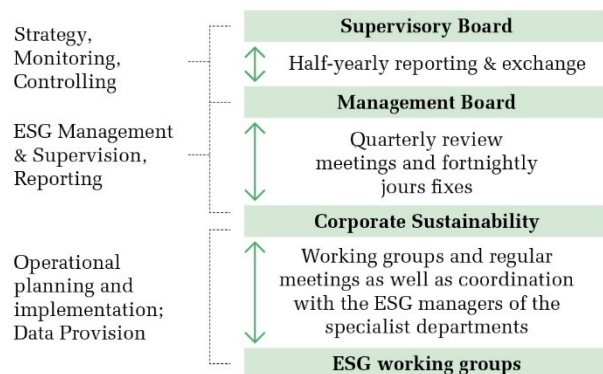 Strategy,
Monitoring,
Controlling
ESG Management
& Supervision,
Reporting
Operational
planning and
implementation;
Data Provision
Supervisory Board
Half-yearly reporting & exchange
Management Board
Quarterly review
meetings and fortnightly
jours fixes
Corporate Sustainability
Working groups and regular
meetings as well as coordination
with the ESG managers of the
specialist departments
ESG working groups